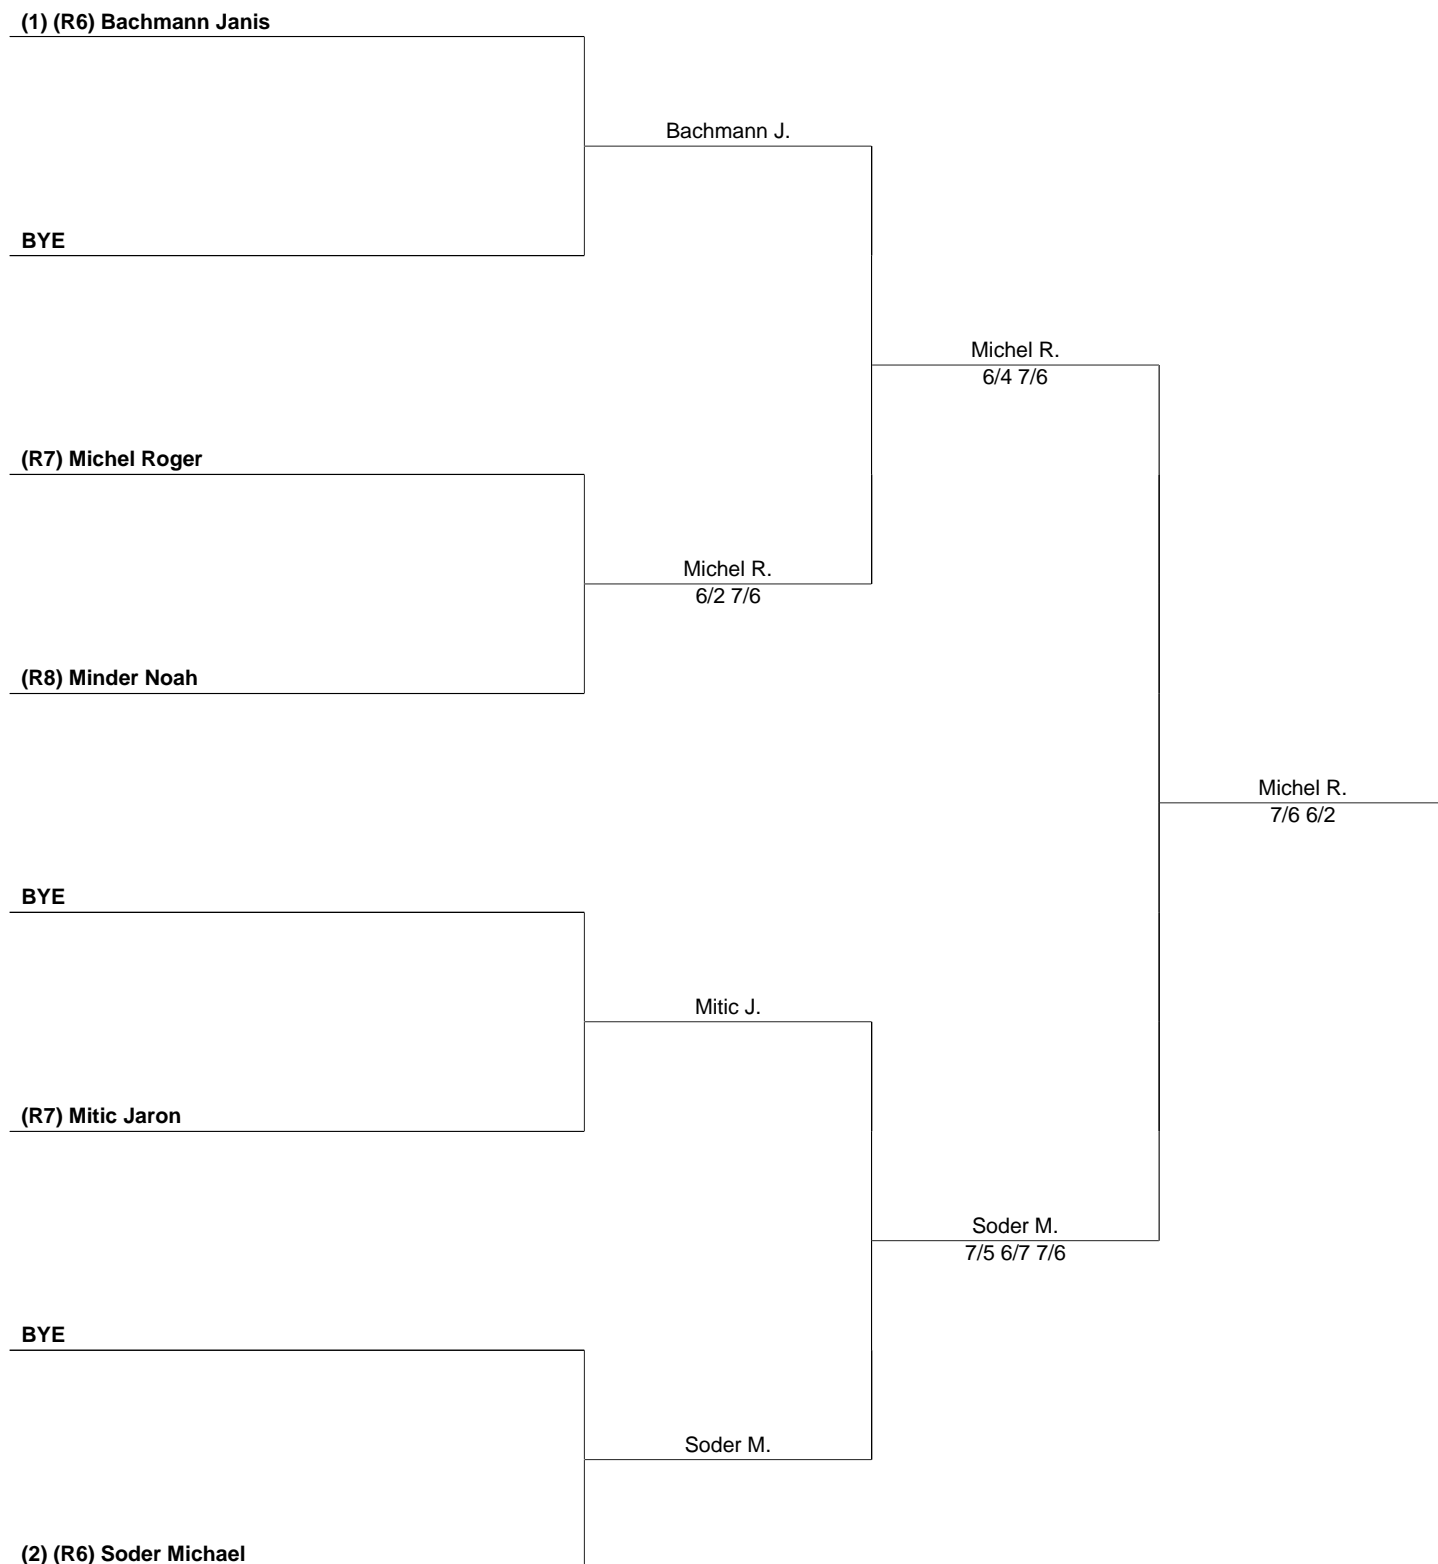 (1) (R6) Bachmann Janis
Bachmann J.
BYE
Michel R.
6/4 7/6
(R7) Michel Roger
Michel R.
6/2 7/6
(R8) Minder Noah
Michel R.
7/6 6/2
BYE
Mitic J.
(R7) Mitic Jaron
Soder M.
7/5 6/7 7/6
BYE
Soder M.
(2) (R6) Soder Michael